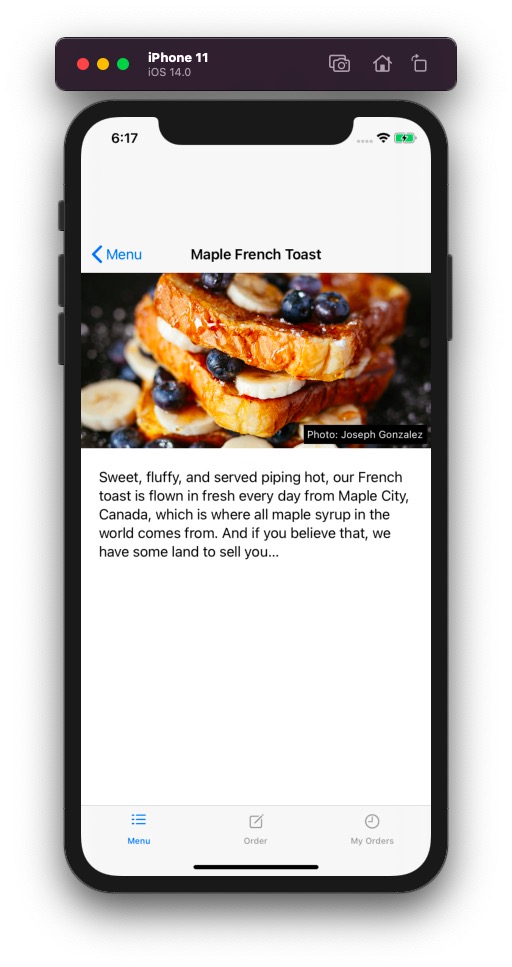 iPhone 11
iOS 14.0
6:17
Menu
Maple French Toast
Photo: Joseph Gonzalez
Sweet, fluffy, and served piping hot, our French
toast is flown in fresh every day from Maple City,
Canada, which is where all maple syrup in the
world comes from. And if you believe that, we
have some land to sell you...
Menu
Order
My Orders